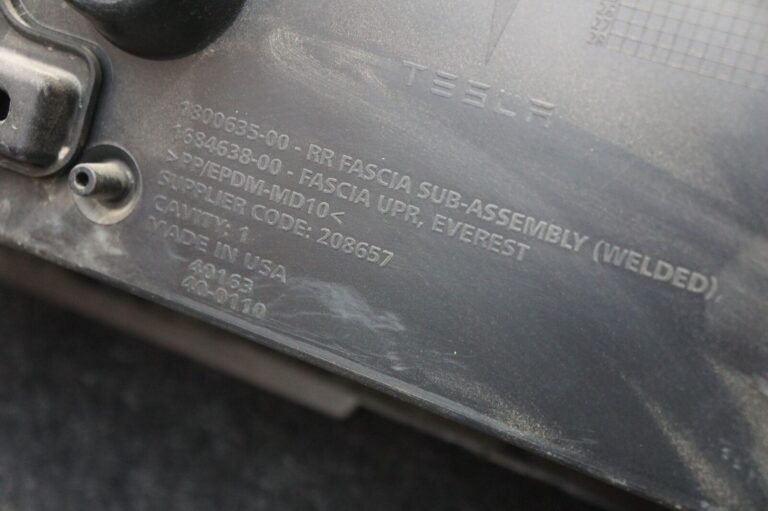 TESLA
1800635-00 - RR FASCIA SUB-ASSEMBLY (WELDED),
1684638-00 - FASCIA UPR, EVEREST
>PP/EPDM-MD10<
SUPPLIER CODE: 208657
CAVITY: 1
MADE IN USA
40163
40-0110